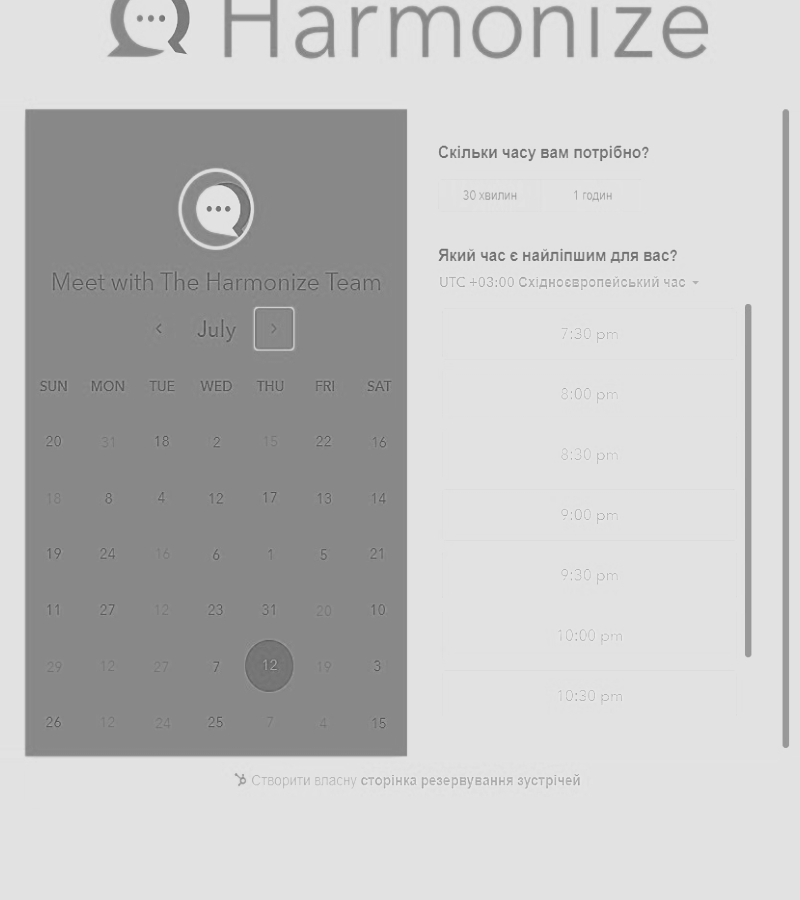 Harmonize
Meet with The Harmonize Team
July
SUN MON TUE WED THU FRI SAT
20 31 18 2 15 22 16
18 8 4 12 17 13 14
19 24 16 6 1 5 21
11 27 12 23 31 20 10
29 12 27 7 12 19 3
26 12 24 25 7 4 15
Скільки часу вам потрібно?
30 хвилин 1 годин
Який час є найліпшим для вас?
UTC +03:00 Східноєвропейський час
7:30 pm
8:00 pm
8:30 pm
9:00 pm
9:30 pm
10:00 pm
10:30 pm
Створити власну сторінка резервування зустрічей